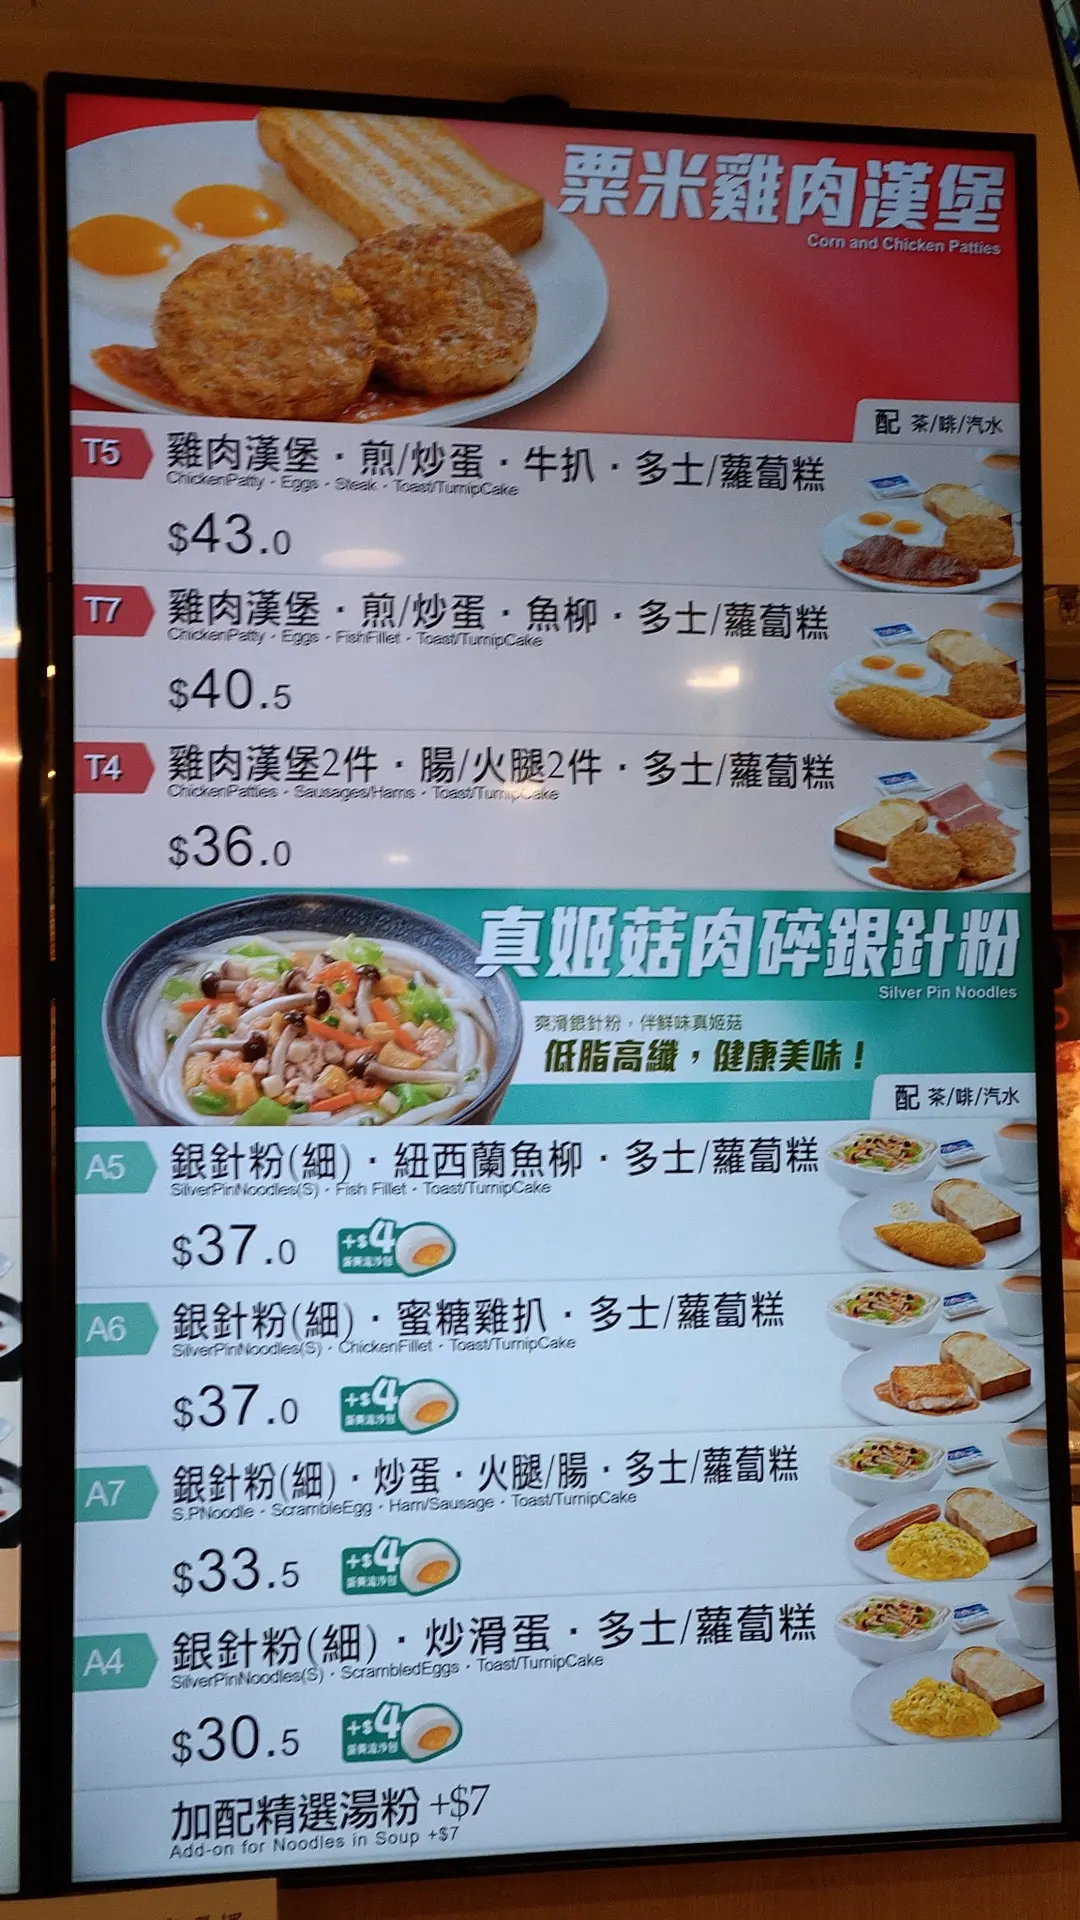 粟米雞肉漢堡
Corn and Chicken Patties
配 茶/啡/汽水
T5 雞肉漢堡・煎/炒蛋・牛扒・多士/蘿蔔糕
ChickenPatty・Eggs・Steak・Toast/TurnipCake
$43.0
T7 雞肉漢堡・煎/炒蛋・魚柳・多士/蘿蔔糕
ChickenPatty・Eggs・FishFillet・Toast/TurnipCake
$40.5
T4 雞肉漢堡2件・腸/火腿2件・多士/蘿蔔糕
ChickenPatties・Sausages/Hams・Toast/TurnipCake
$36.0
真姬菇肉碎銀針粉
Silver Pin Noodles
爽滑銀針粉，伴鮮味真姬菇
低脂高纖，健康美味！
配 茶/啡/汽水
A5 銀針粉(細)・紐西蘭魚柳・多士/蘿蔔糕
SilverPinNoodles(S)・Fish Fillet・Toast/TurnipCake
$37.0 +$4
A6 銀針粉(細)・蜜糖雞扒・多士/蘿蔔糕
SilverPinNoodles(S)・ChickenFillet・Toast/TurnipCake
$37.0 +$4
A7 銀針粉(細)・炒蛋・火腿/腸・多士/蘿蔔糕
S.PNoodle・ScrambleEgg・Ham/Sausage・Toast/TurnipCake
$33.5 +$4
A4 銀針粉(細)・炒滑蛋・多士/蘿蔔糕
SilverPinNoodles(S)・ScrambledEggs・Toast/TurnipCake
$30.5 +$4
加配精選湯粉 +$7
Add-on for Noodles in Soup +$7